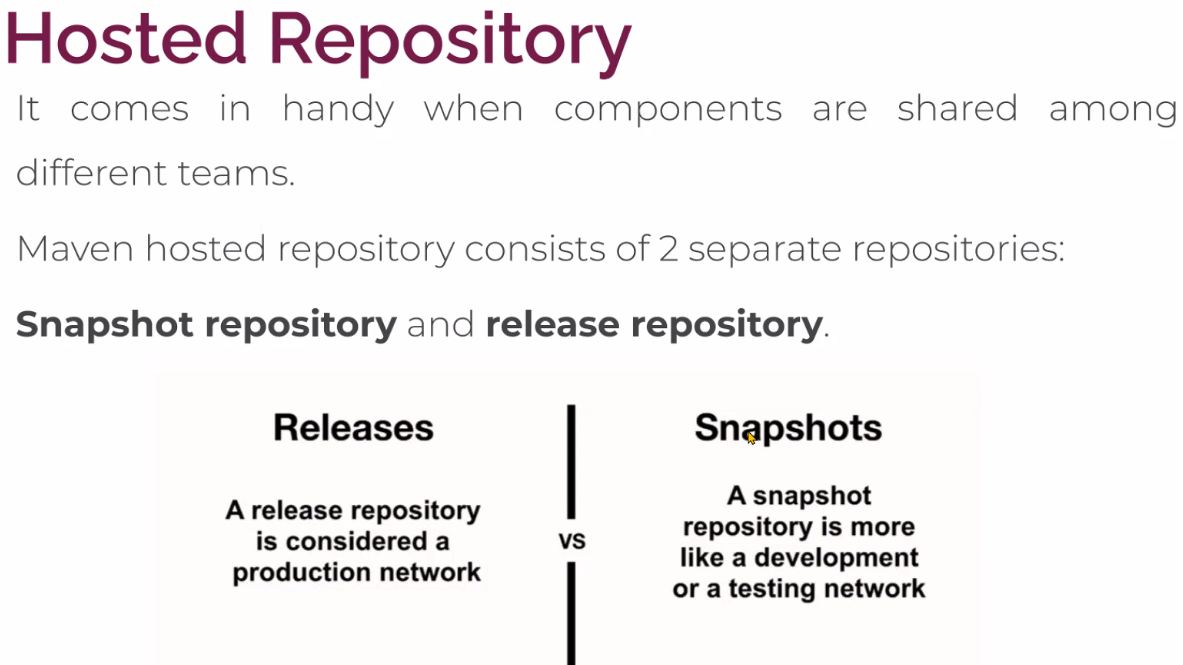 Hosted Repository
It comes in handy when components are shared among
different teams.
Maven hosted repository consists of 2 separate repositories:
Snapshot repository and release repository.
Releases
A release repository
is considered a
production network
vs
Snapshots
A snapshot
repository is more
like a development
or a testing network